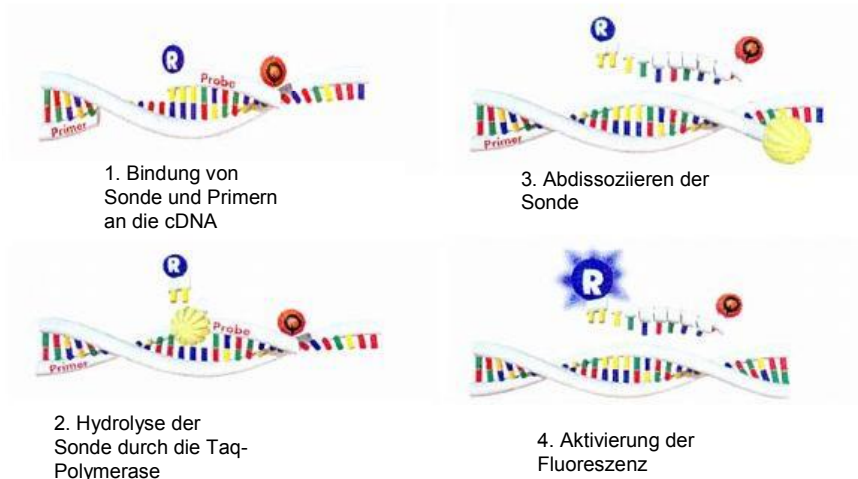 R
Probe
Q
Primer
1. Bindung von
Sonde und Primern
an die cDNA
R
Q
Primer
3. Abdissoziieren der
Sonde
R
Probe
Q
Primer
2. Hydrolyse der
Sonde durch die Taq-
Polymerase
R
Q
4. Aktivierung der
Fluoreszenz